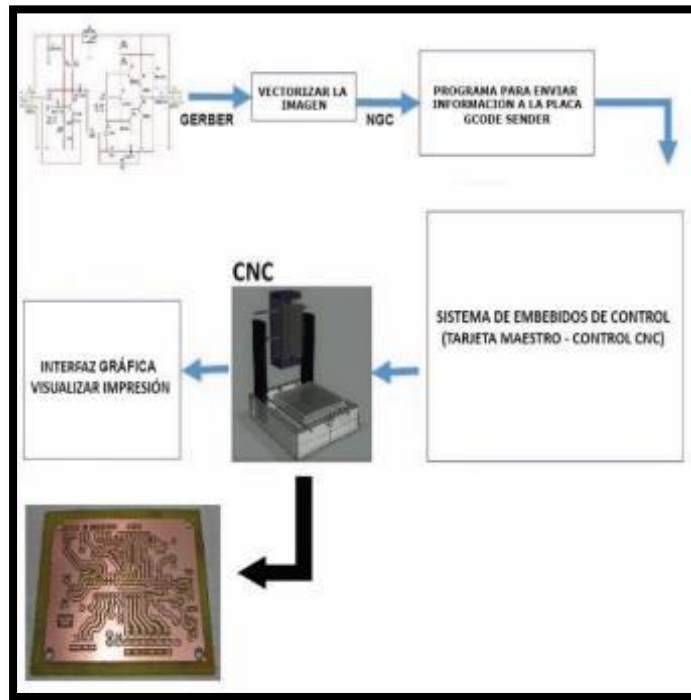 GERBER
VECTORIZAR LA
IMAGEN
NGC
PROGRAMA PARA ENVIAR
INFORMACIÓN A LA PLACA
GCODE SENDER
SISTEMA DE EMBEBIDOS DE CONTROL
(TARJETA MAESTRO - CONTROL CNC)
CNC
INTERFAZ GRÁFICA
VISUALIZAR IMPRESIÓN